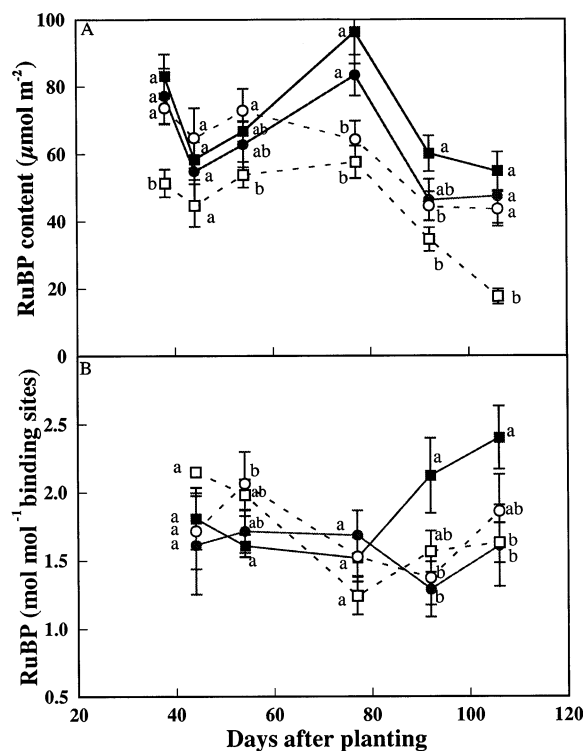 A
RuBP content (µmol m⁻²)
100
80
60
40
20
0
a
a
a
b
a
a
a
a
a
ab
ab
b
a
a
b
b
ab
b
b
a
a
b
B
RuBP (mol mol⁻¹ binding sites)
2.5
2.0
1.5
1.0
0.5
a
a
a
a
b
ab
ab
a
a
a
a
a
ab
b
b
a
ab
b
b
20 40 60 80 100 120
Days after planting